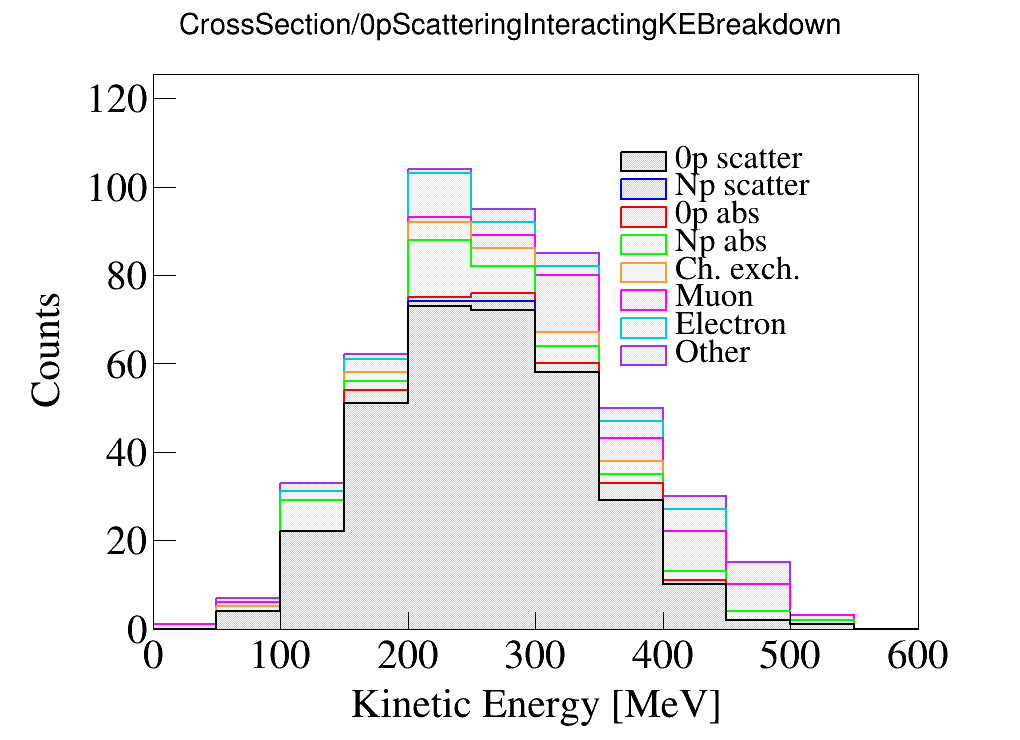 CrossSection/0pScatteringInteractingKEBreakdown
120
100
80
60
40
20
0
Counts
0p scatter
Np scatter
0p abs
Np abs
Ch. exch.
Muon
Electron
Other
0 100 200 300 400 500 600
Kinetic Energy [MeV]